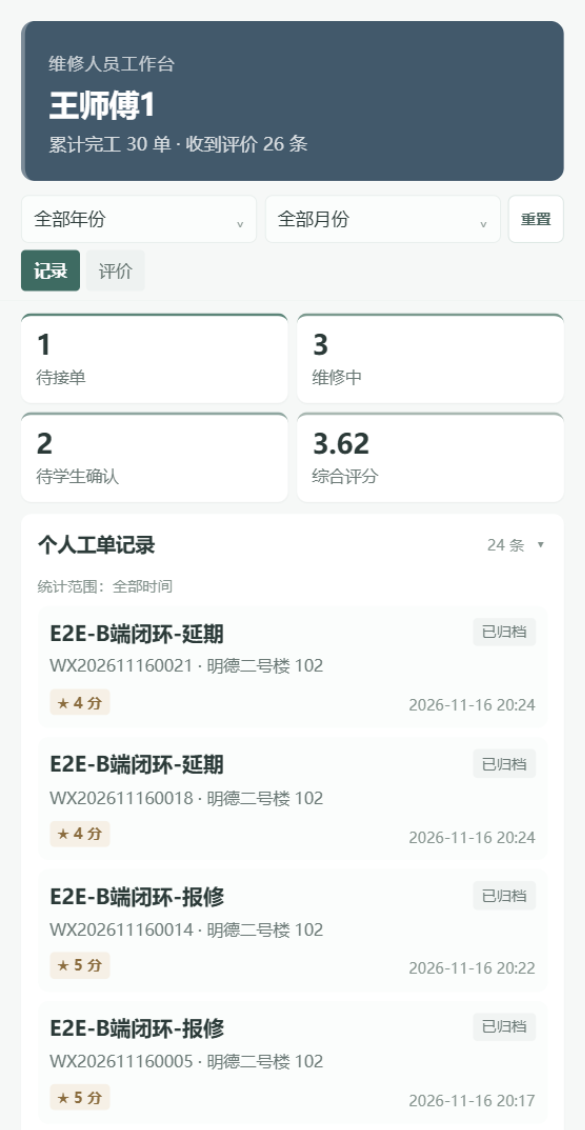 维修人员工作台
王师傅1
累计完工 30 单 · 收到评价 26 条
全部年份 v 全部月份 v 重置
记录 评价
1 3
待接单 维修中
2 3.62
待学生确认 综合评分
个人工单记录 24 条 ▼
统计范围：全部时间
E2E-B端闭环-延期 已归档
WX202611160021 · 明德二号楼 102
★ 4 分 2026-11-16 20:24
E2E-B端闭环-延期 已归档
WX202611160018 · 明德二号楼 102
★ 4 分 2026-11-16 20:24
E2E-B端闭环-报修 已归档
WX202611160014 · 明德二号楼 102
★ 5 分 2026-11-16 20:22
E2E-B端闭环-报修 已归档
WX202611160005 · 明德二号楼 102
★ 5 分 2026-11-16 20:17